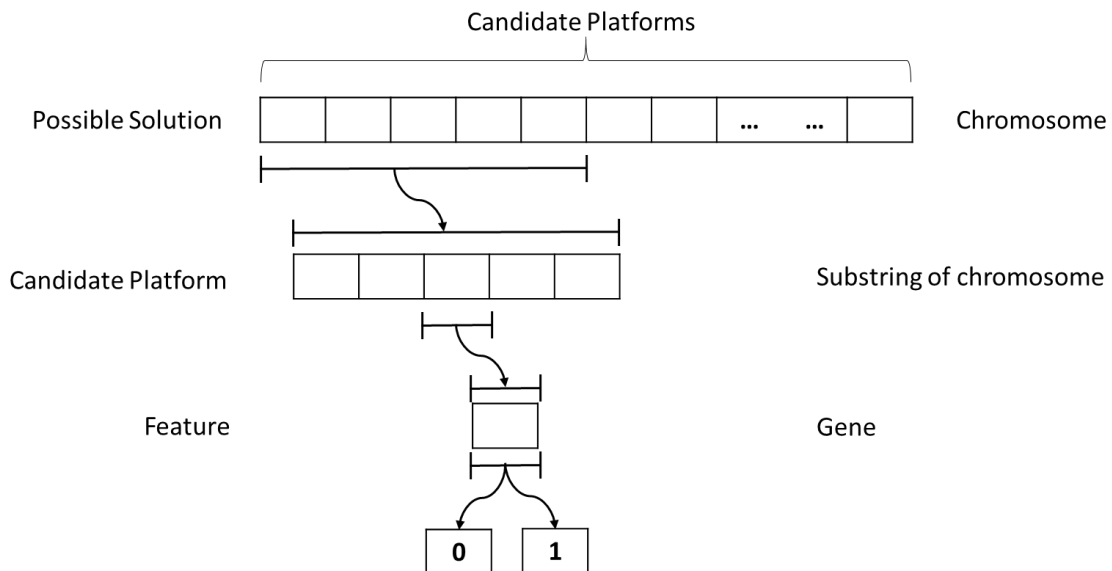 Candidate Platforms
Possible Solution
... ...
Chromosome
Candidate Platform
Substring of chromosome
Feature
Gene
0
1